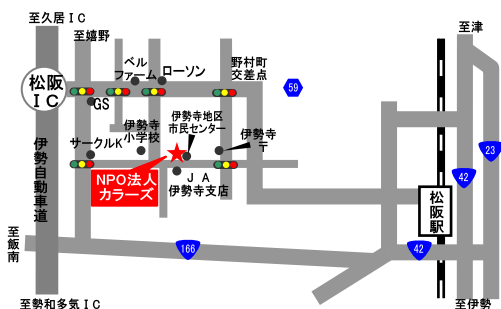 至久居IC
至嬉野
至津
ベル
ファーム
ローソン
野村町
交差点
松阪
IC
GS
59
伊勢寺地区
市民センター
伊勢寺
小学校
伊勢寺
〒
サークルK
伊勢自動車道
NPO法人
カラーズ
JA
伊勢寺支店
42
23
松阪駅
至飯南
166
42
至勢和多気IC
至伊勢